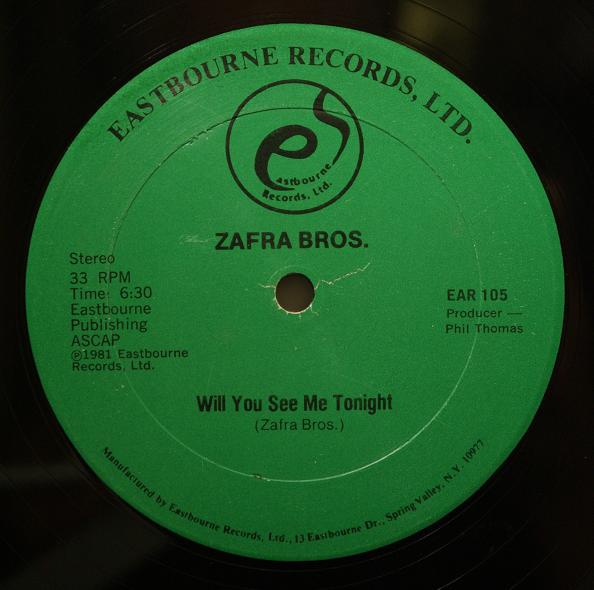 EASTBOURNE RECORDS, LTD.
es
astbourne
Records, Ltd.
ZAFRA BROS.
Stereo
33 RPM
Time: 6:30
Eastbourne
Publishing
ASCAP
℗1981 Eastbourne
Records, Ltd.
EAR 105
Producer —
Phil Thomas
Will You See Me Tonight
(Zafra Bros.)
Manufactured by Eastbourne Records, Ltd., 13 Eastbourne Dr., Spring Valley, N.Y. 10977